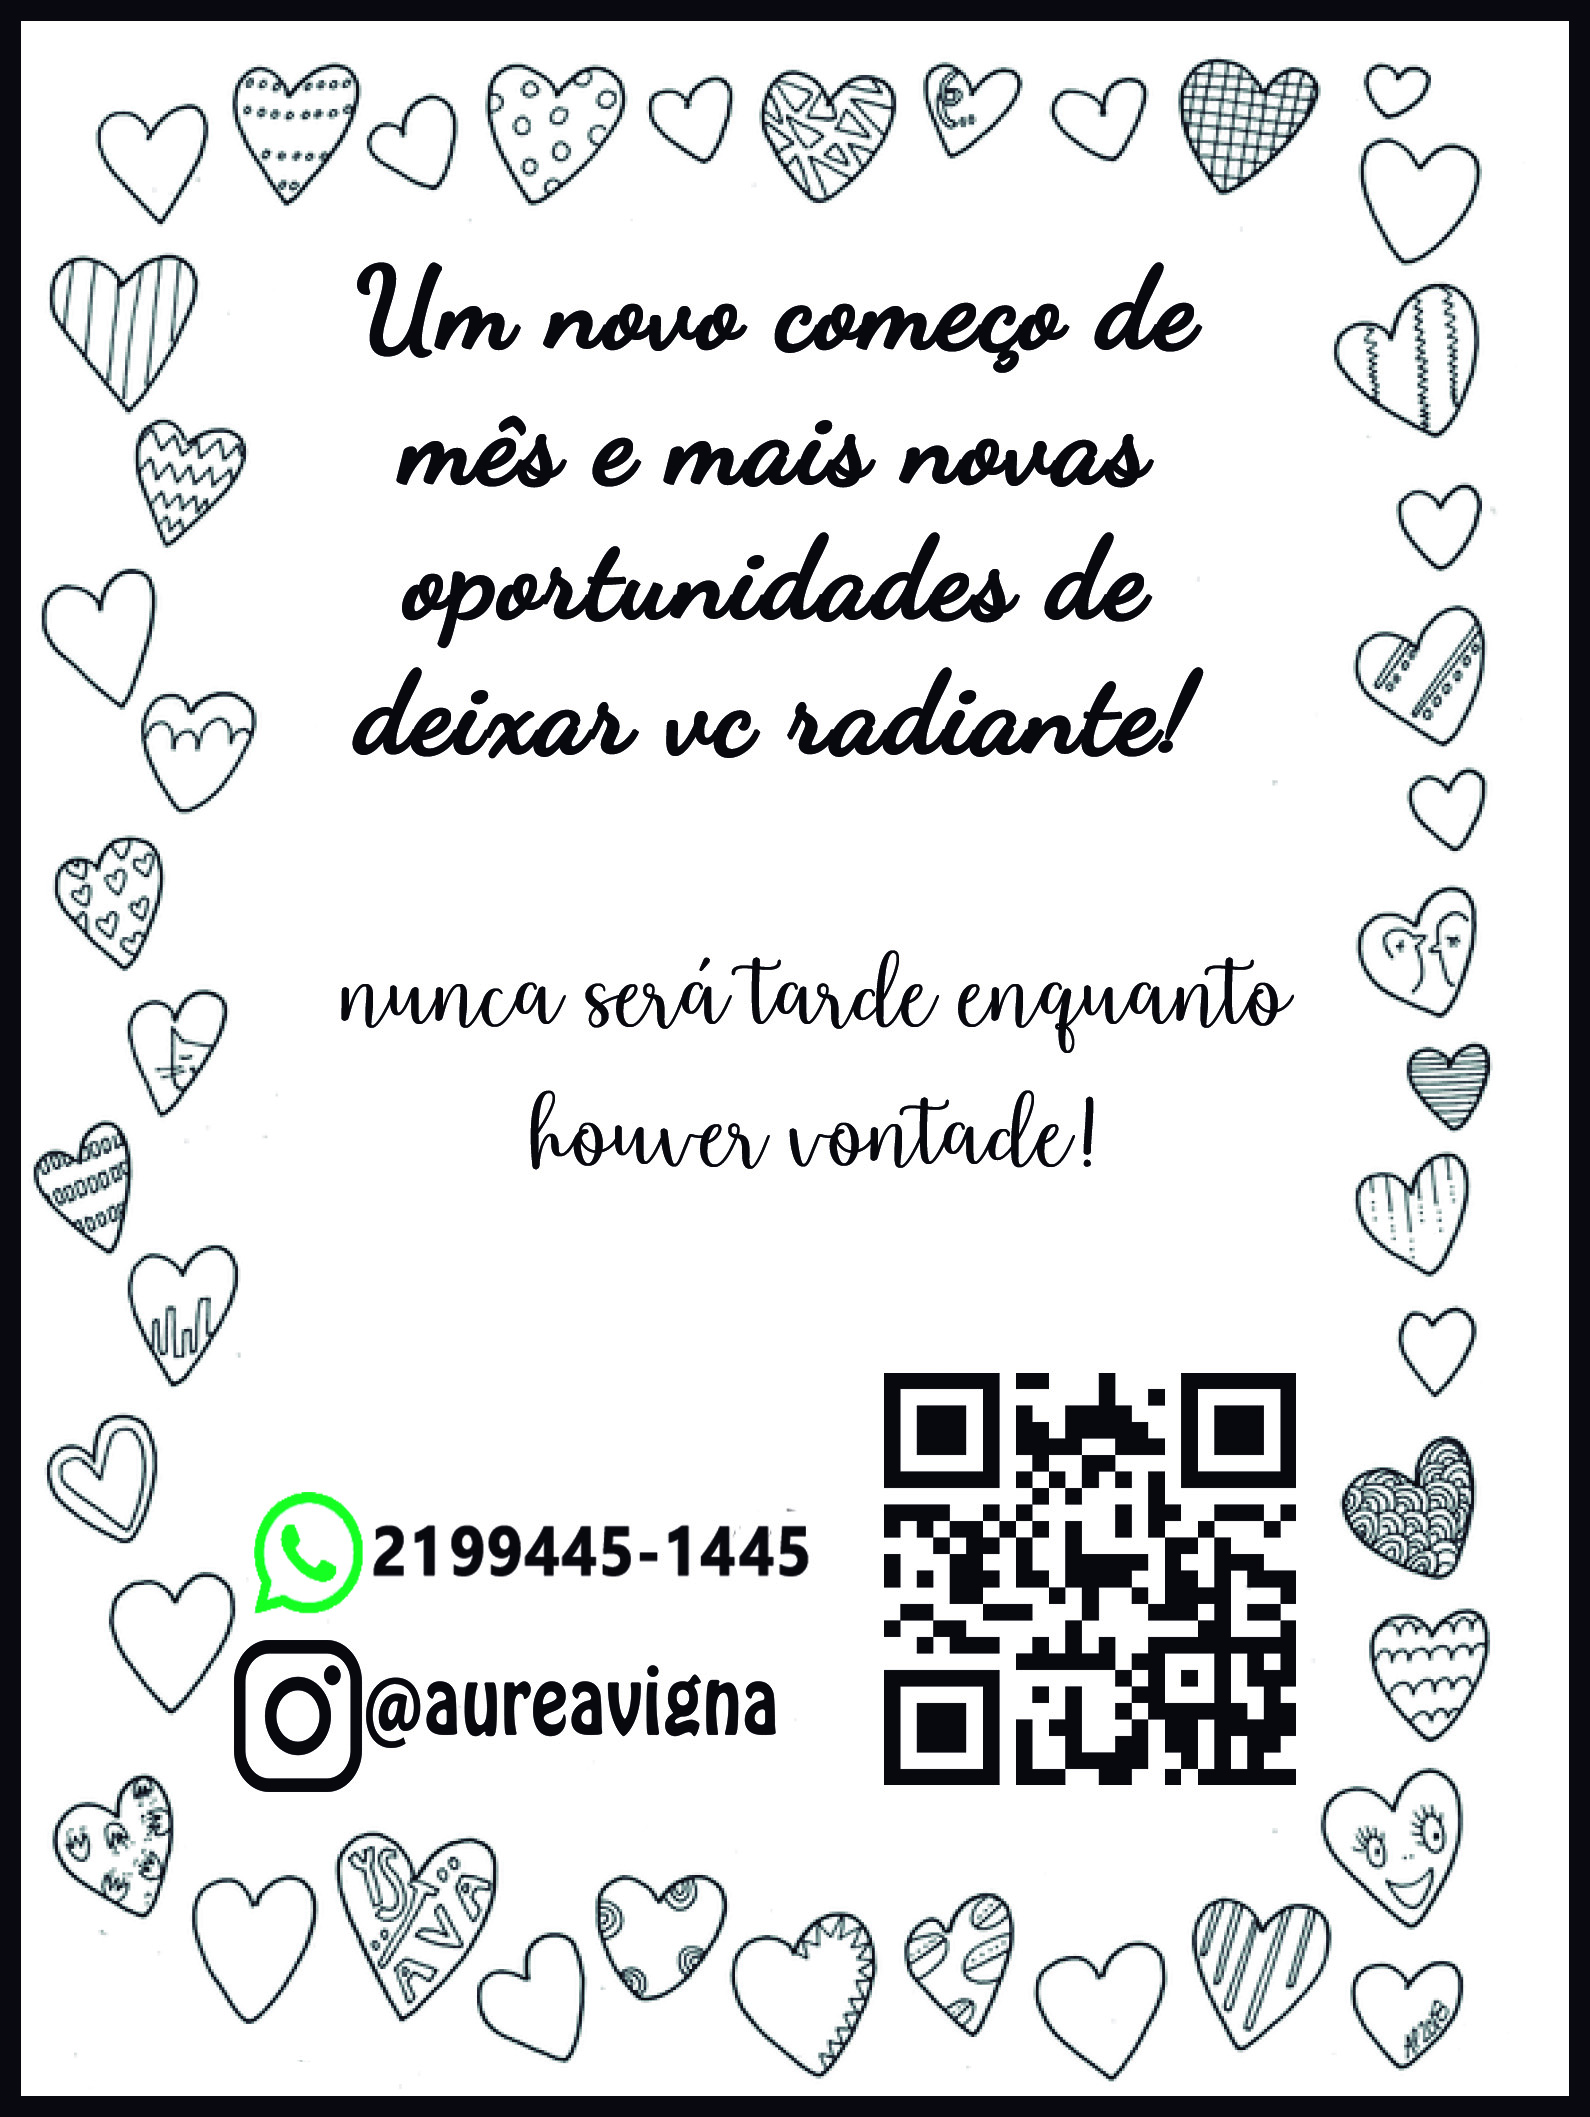 Um novo começo de
mês e mais novas
oportunidades de
deixar vc radiante!
nunca será tarde enquanto
houver vontade!
2199445-1445
@aureavigna